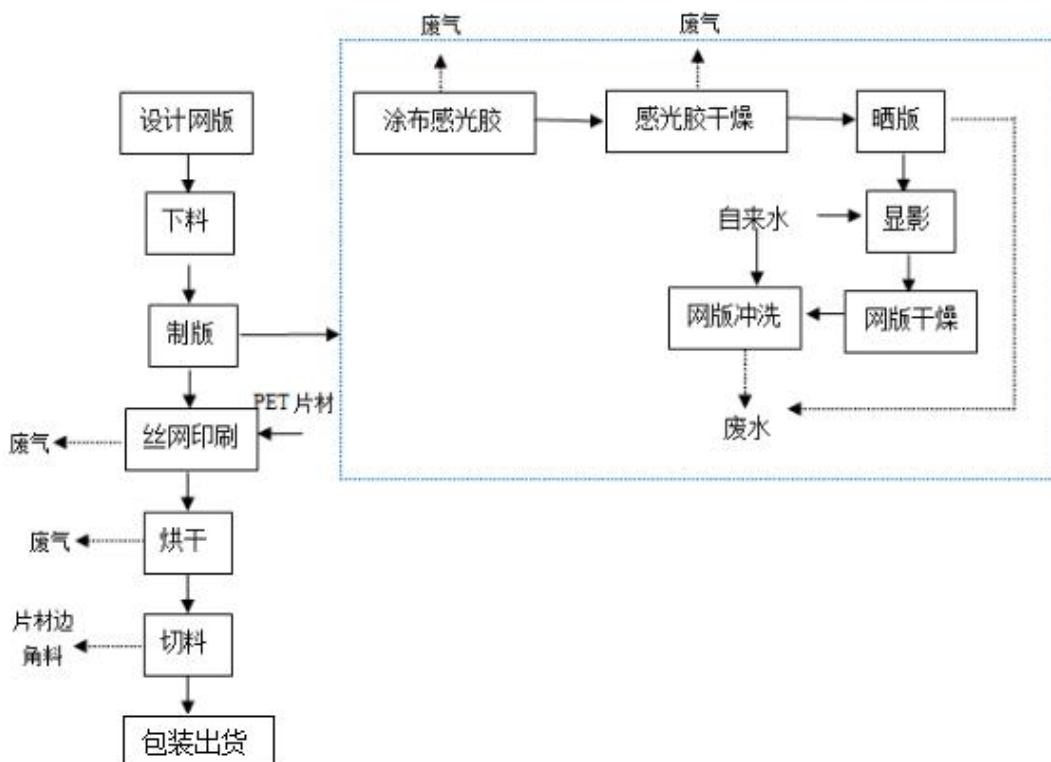 废气
废气
设计网版
涂布感光胶
感光胶干燥
晒版
下料
自来水
显影
制版
网版冲洗
网版干燥
PET 片材
废气
丝网印刷
废水
废气
烘干
片材边
角料
切料
包装出货